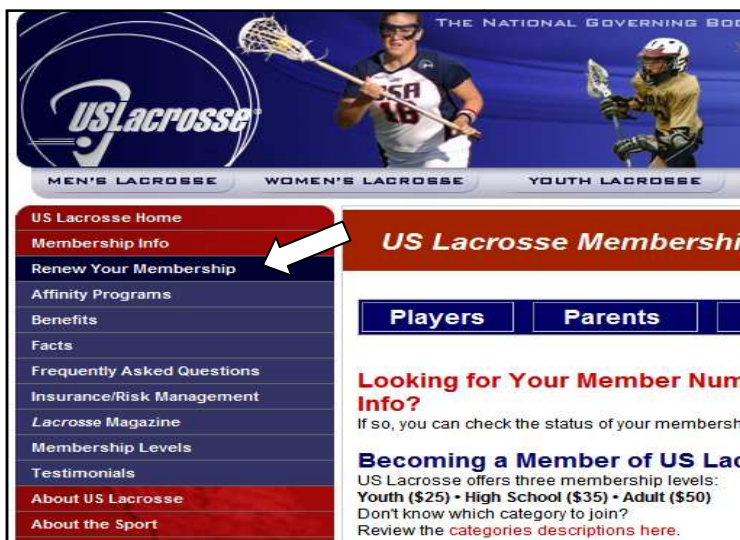 THE NATIONAL GOVERNING
USA
16
USLacrosse®
MEN'S LACROSSE WOMEN'S LACROSSE YOUTH LACROSSE
US Lacrosse Home
Membership Info
Renew Your Membership
Affinity Programs
Benefits
Facts
Frequently Asked Questions
Insurance/Risk Management
Lacrosse Magazine
Membership Levels
Testimonials
About US Lacrosse
About the Sport
US Lacrosse Membershi
Players Parents
Looking for Your Member Num
Info?
If so, you can check the status of your membersh
Becoming a Member of US Lac
US Lacrosse offers three membership levels:
Youth ($25) • High School ($35) • Adult ($50)
Don't know which category to join?
Review the categories descriptions here.